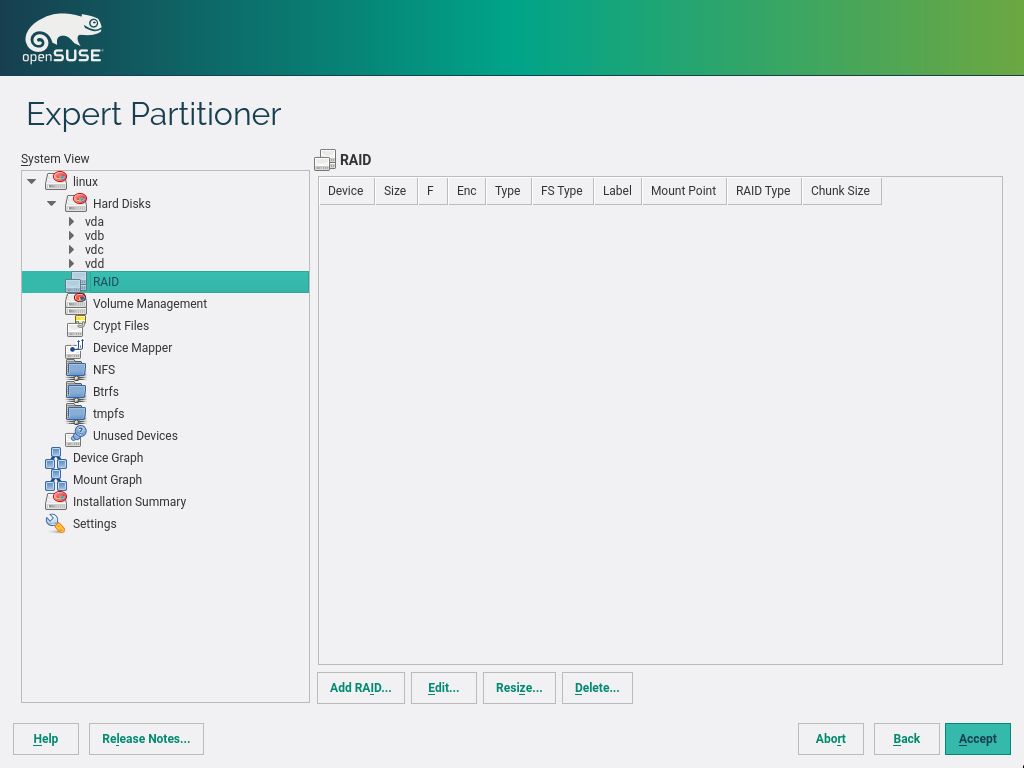 openSUSE
Expert Partitioner
System View
linux
Hard Disks
vda
vdb
vdc
vdd
RAID
Volume Management
Crypt Files
Device Mapper
NFS
Btrfs
tmpfs
Unused Devices
Device Graph
Mount Graph
Installation Summary
Settings
RAID
Device Size F Enc Type FS Type Label Mount Point RAID Type Chunk Size
Add RAID... Edit... Resize... Delete...
Help Release Notes... Abort Back Accept